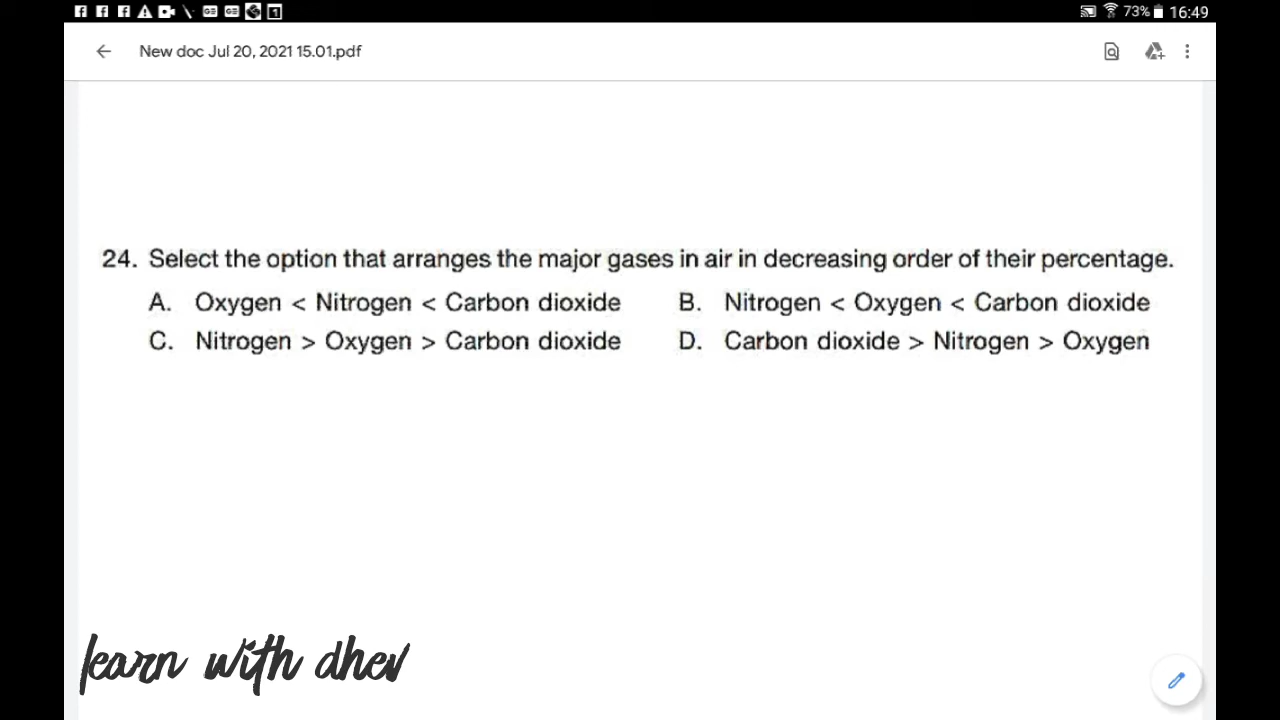 73% 16:49
New doc Jul 20, 2021 15.01.pdf
24. Select the option that arranges the major gases in air in decreasing order of their percentage.
A. Oxygen < Nitrogen < Carbon dioxide B. Nitrogen < Oxygen < Carbon dioxide
C. Nitrogen > Oxygen > Carbon dioxide D. Carbon dioxide > Nitrogen > Oxygen
learn with dhev